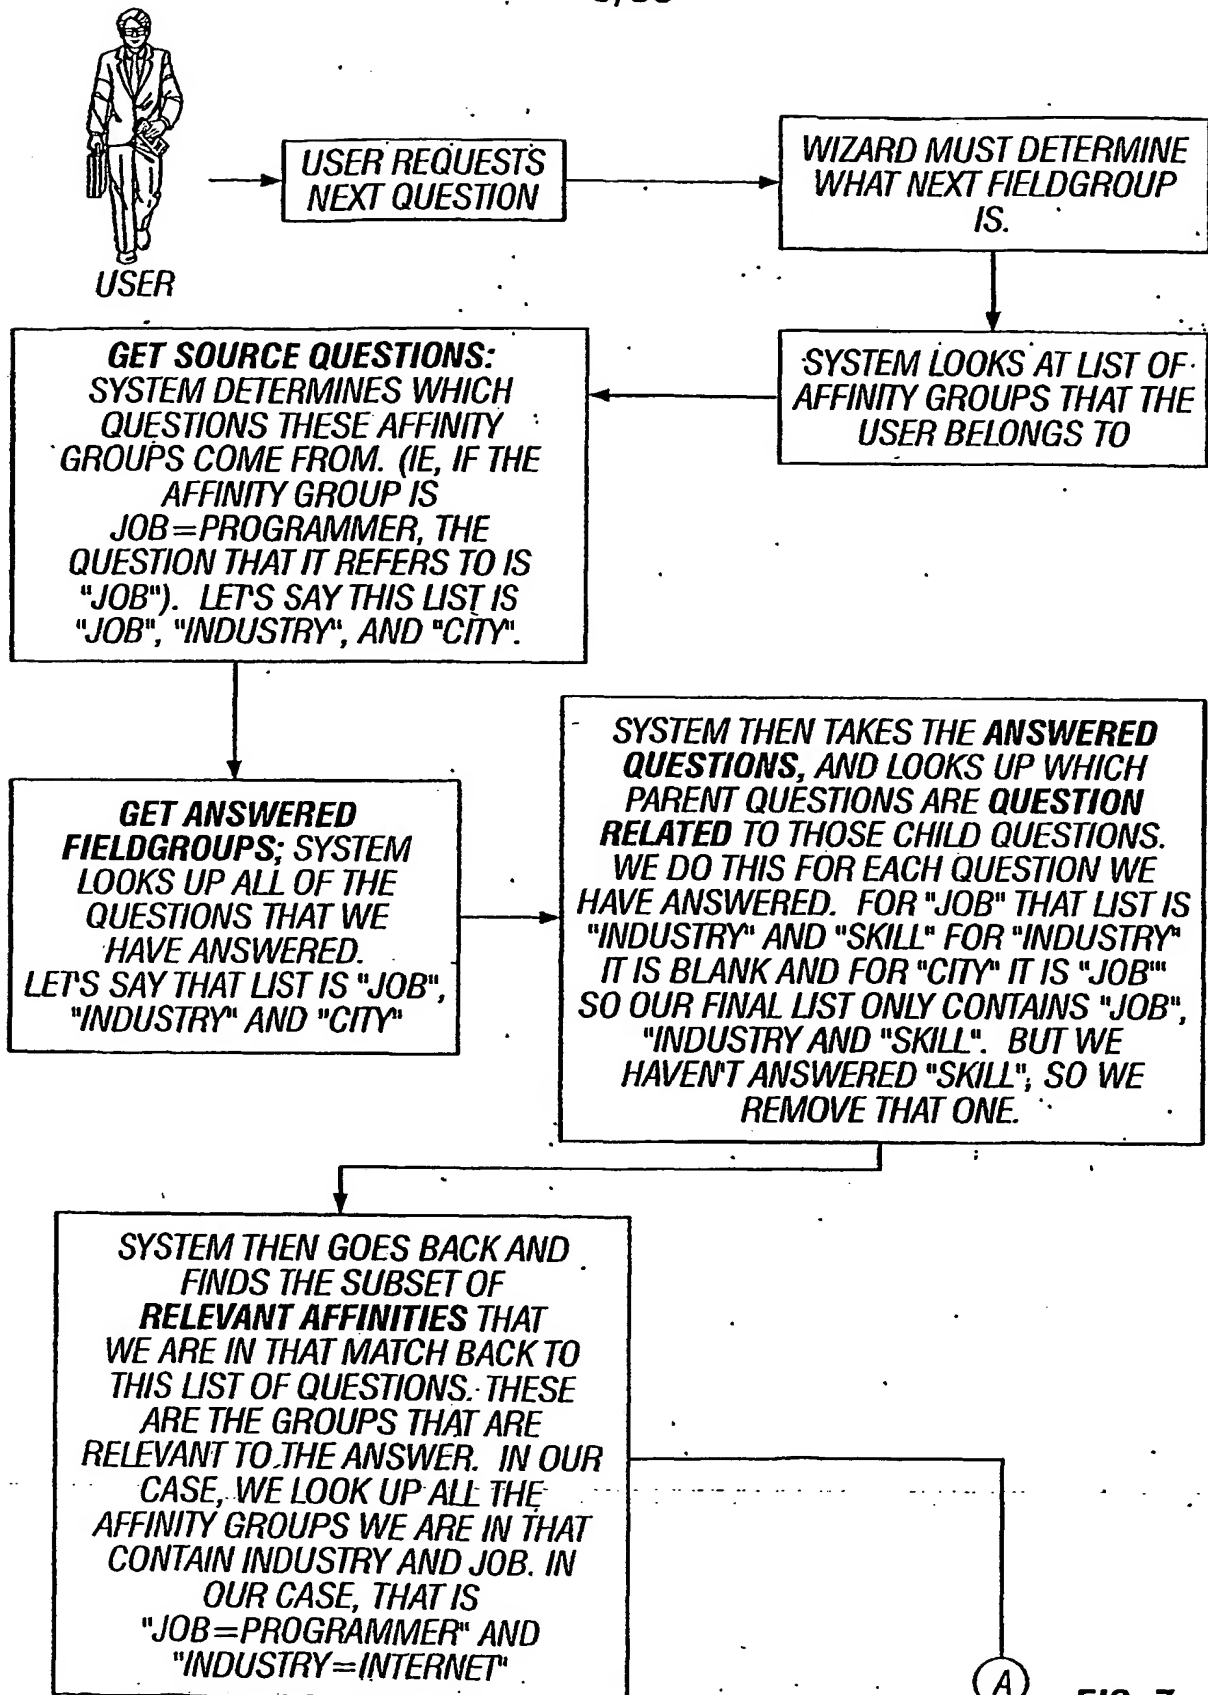 USER REQUESTS
NEXT QUESTION
WIZARD MUST DETERMINE
WHAT NEXT FIELDGROUP
IS.
USER
SYSTEM LOOKS AT LIST OF
AFFINITY GROUPS THAT THE
USER BELONGS TO
GET SOURCE QUESTIONS:
SYSTEM DETERMINES WHICH
QUESTIONS THESE AFFINITY
GROUPS COME FROM. (IE, IF THE
AFFINITY GROUP IS
JOB=PROGRAMMER, THE
QUESTION THAT IT REFERS TO IS
"JOB"). LET'S SAY THIS LIST IS
"JOB", "INDUSTRY", AND "CITY".
GET ANSWERED
FIELDGROUPS; SYSTEM
LOOKS UP ALL OF THE
QUESTIONS THAT WE
HAVE ANSWERED.
LET'S SAY THAT LIST IS "JOB",
"INDUSTRY" AND "CITY"
SYSTEM THEN TAKES THE ANSWERED
QUESTIONS, AND LOOKS UP WHICH
PARENT QUESTIONS ARE QUESTION
RELATED TO THOSE CHILD QUESTIONS.
WE DO THIS FOR EACH QUESTION WE
HAVE ANSWERED. FOR "JOB" THAT LIST IS
"INDUSTRY" AND "SKILL" FOR "INDUSTRY"
IT IS BLANK AND FOR "CITY" IT IS "JOB"'
SO OUR FINAL LIST ONLY CONTAINS "JOB",
"INDUSTRY AND "SKILL". BUT WE
HAVEN'T ANSWERED "SKILL", SO WE
REMOVE THAT ONE.
SYSTEM THEN GOES BACK AND
FINDS THE SUBSET OF
RELEVANT AFFINITIES THAT
WE ARE IN THAT MATCH BACK TO
THIS LIST OF QUESTIONS. THESE
ARE THE GROUPS THAT ARE
RELEVANT TO THE ANSWER. IN OUR
CASE, WE LOOK UP ALL THE
AFFINITY GROUPS WE ARE IN THAT
CONTAIN INDUSTRY AND JOB. IN
OUR CASE, THAT IS
"JOB=PROGRAMMER" AND
"INDUSTRY=INTERNET"
A